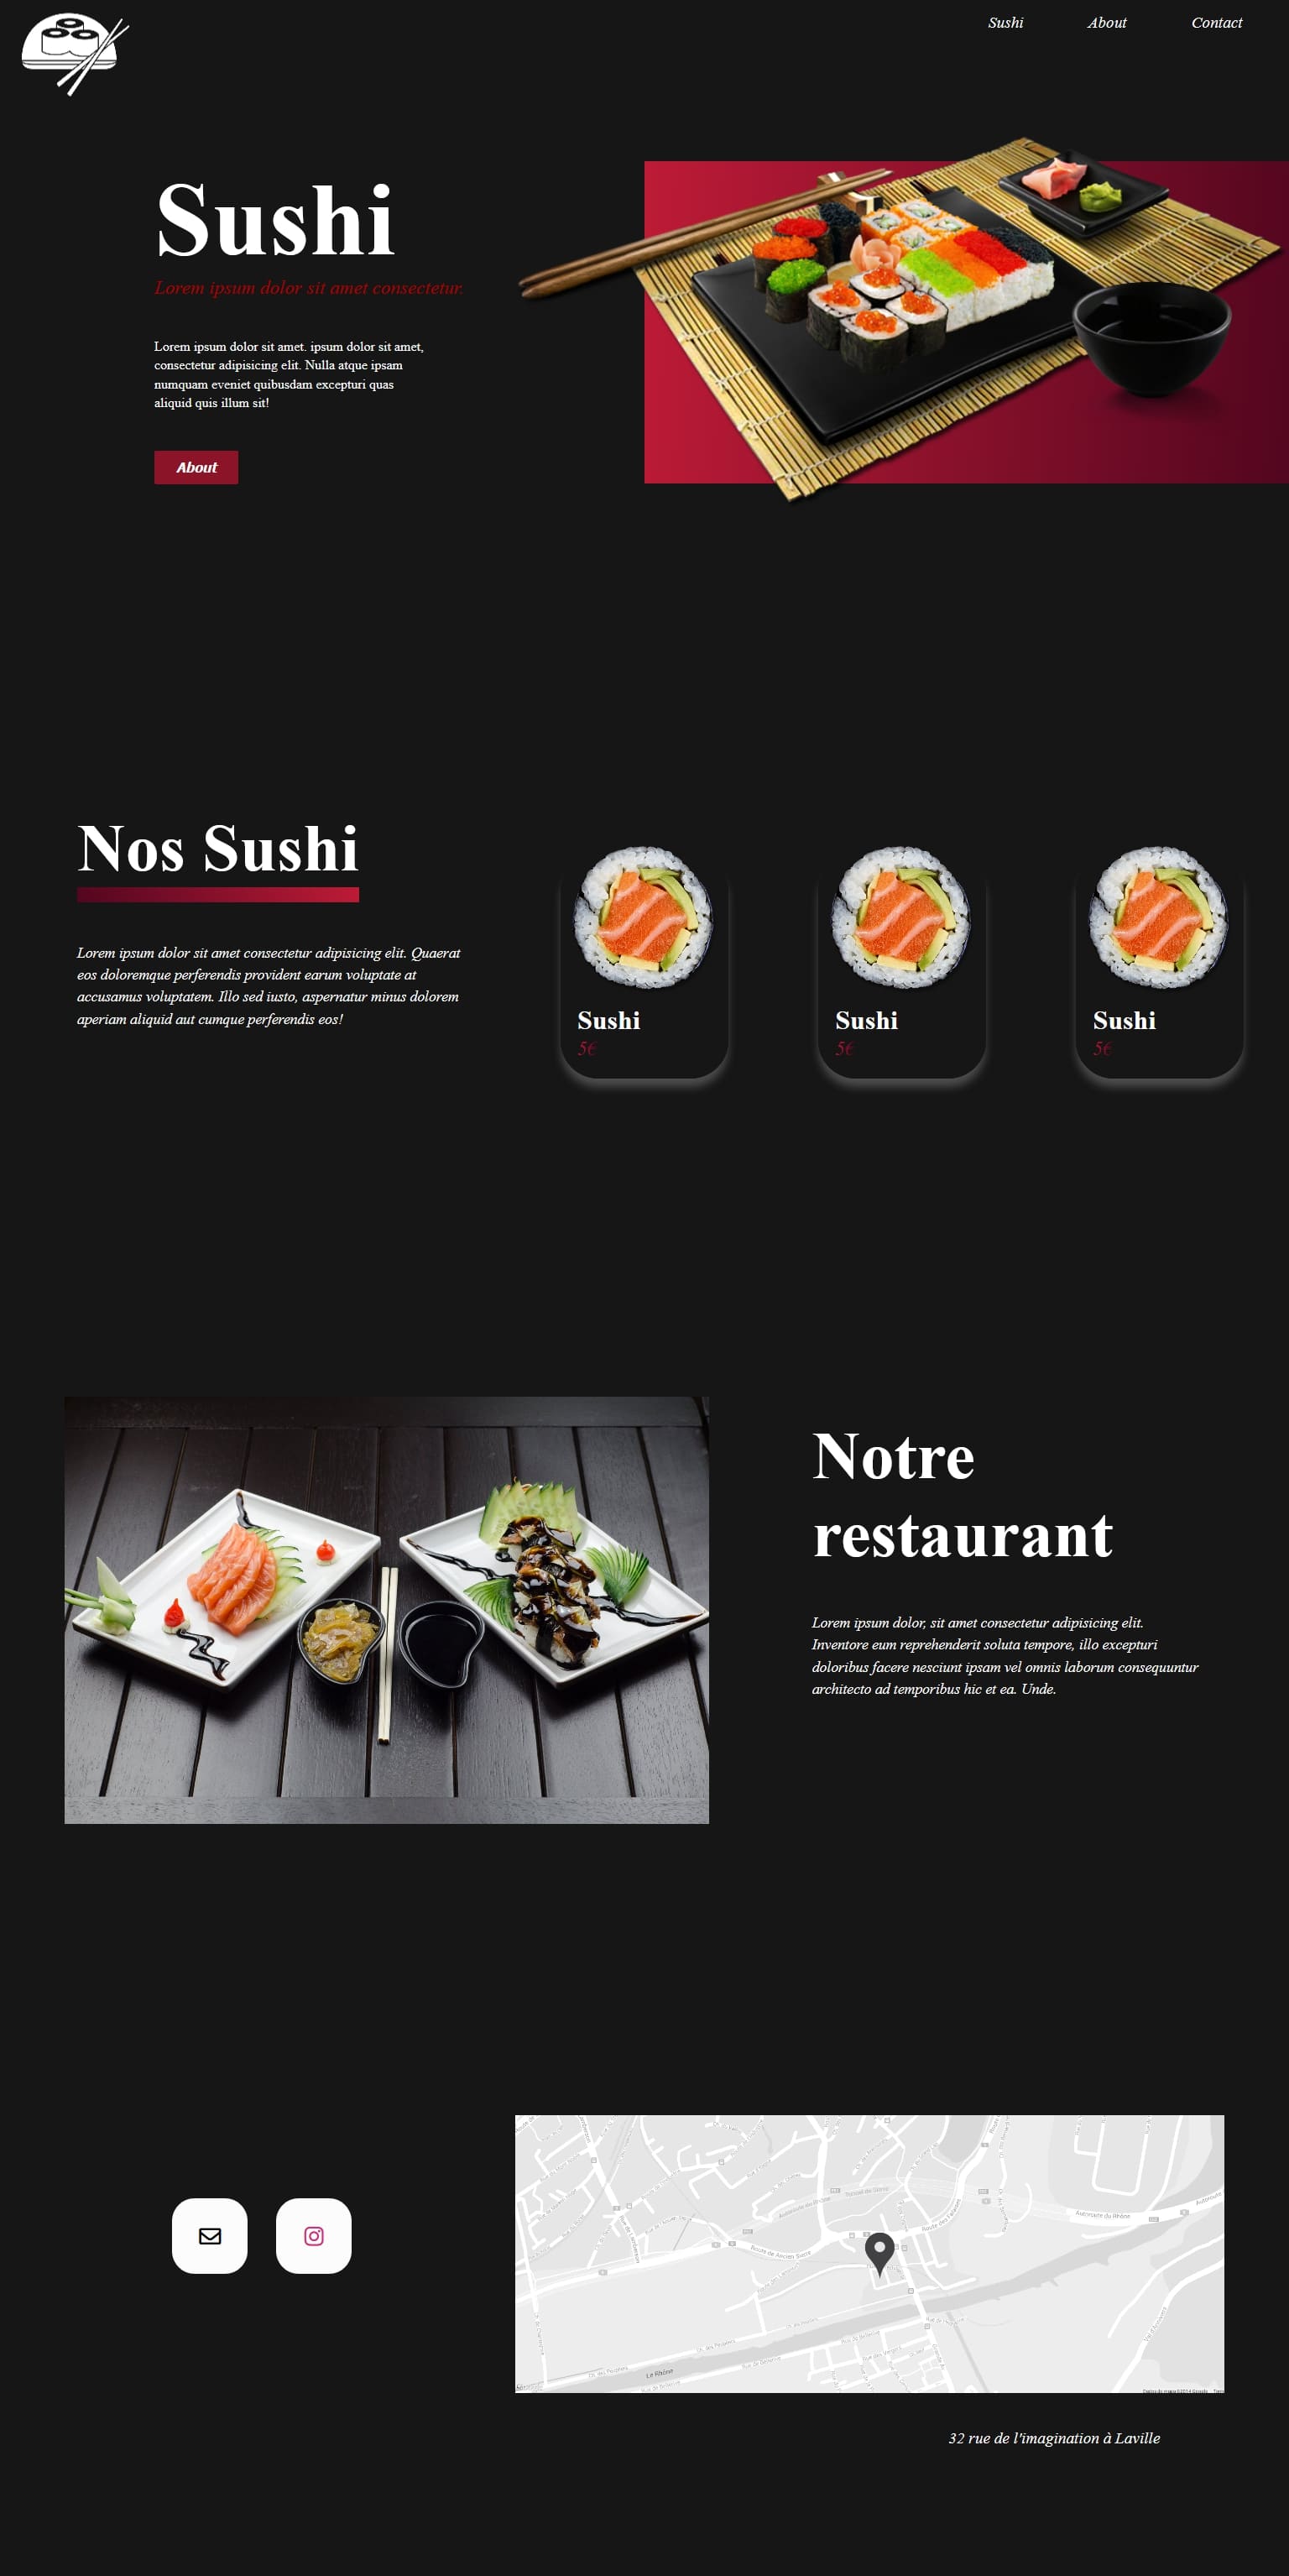 Sushi
About
Contact
Sushi
Lorem ipsum dolor sit amet consectetur.
Lorem ipsum dolor sit amet. ipsum dolor sit amet,
consectetur adipisicing elit. Nulla atque ipsam
numquam eveniet quibusdam excepturi quas
aliquid quis illum sit!
About
Nos Sushi
Lorem ipsum dolor sit amet consectetur adipisicing elit. Quaerat
eos doloremque perferendis provident earum voluptate at
accusamus voluptatem. Illo sed iusto, aspernatur minus dolorem
aperiam aliquid aut cumque perferendis eos!
Sushi
5€
Sushi
5€
Sushi
5€
Notre
restaurant
Lorem ipsum dolor, sit amet consectetur adipisicing elit.
Inventore eum reprehenderit soluta tempore, illo excepturi
doloribus facere nesciunt ipsam vel omnis laborum consequuntur
architecto ad temporibus hic et ea. Unde.
Autoroute du Rhône
Le Rhône
32 rue de l'imagination à Laville